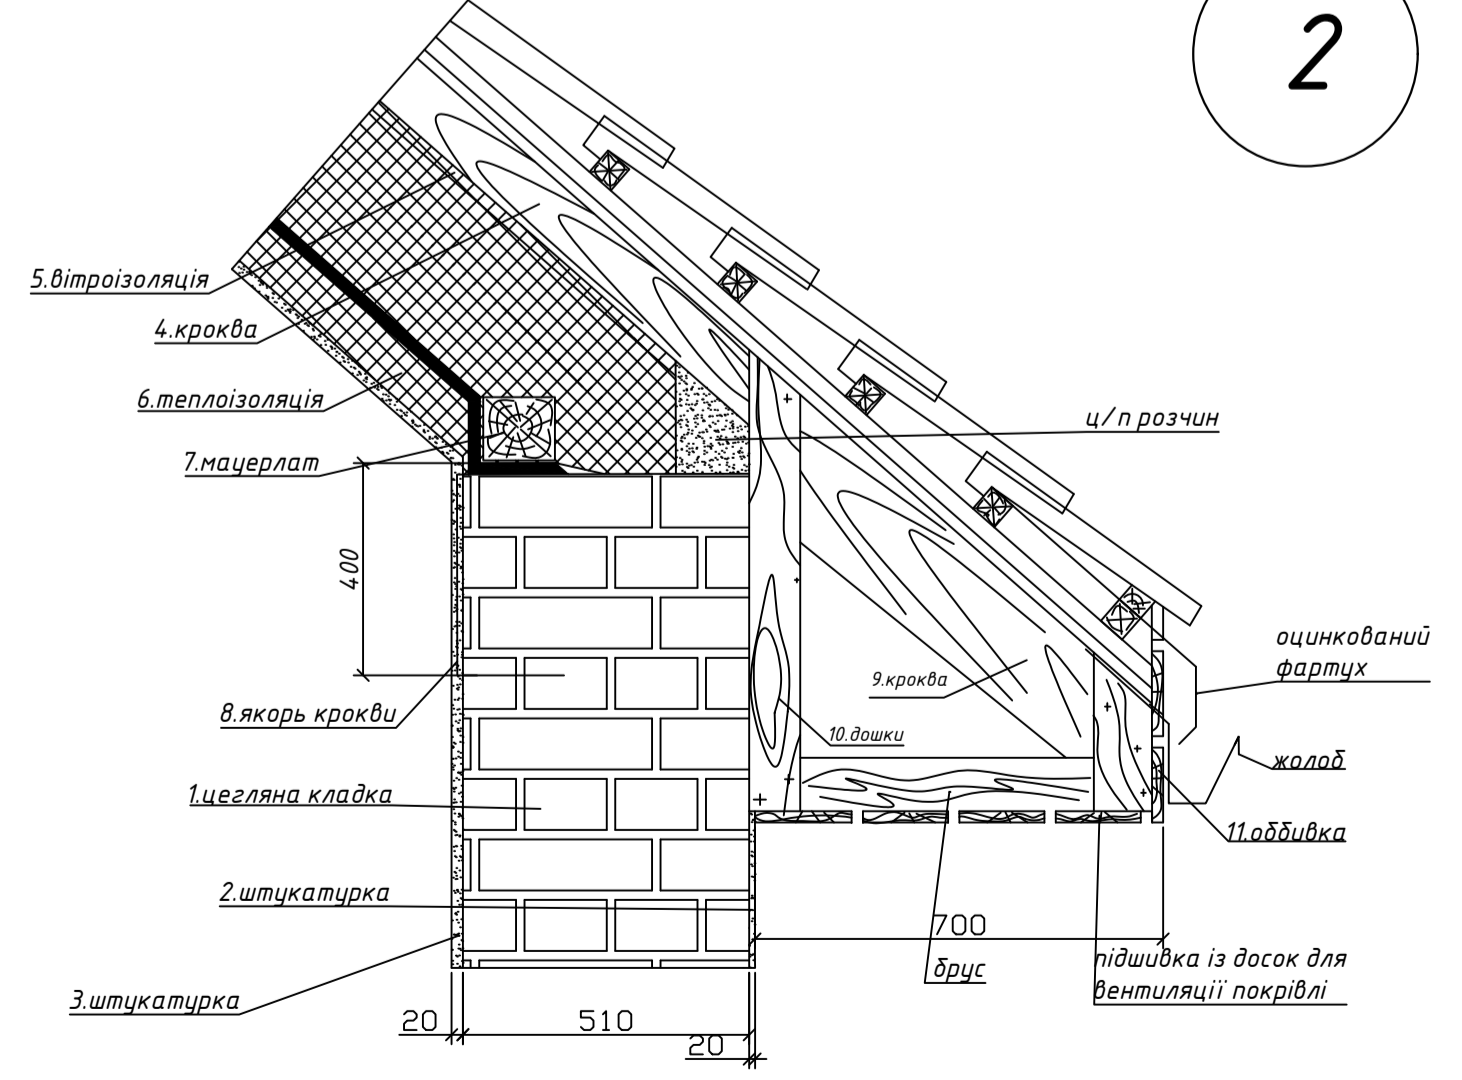 2
5.вітроізоляція
4.кроква
6.теплоізоляція
7.мауерлат
ц/п розчин
400
оцинкований
фартух
9.кроква
8.якорь крокви
10.дошки
жолоб
1.цегляна кладка
11.оббивка
2.штукатурка
700
підшивка із досок для
вентиляції покрівлі
брус
3.штукатурка
20
510
20